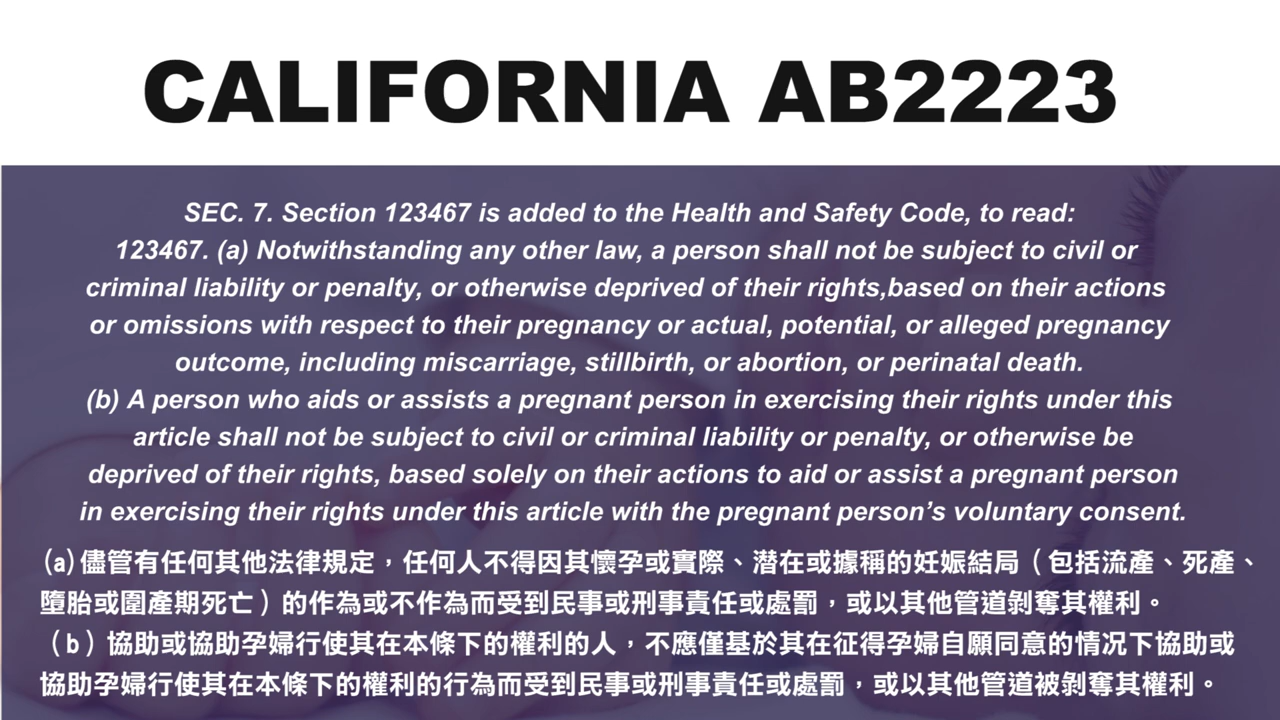 CALIFORNIA AB2223
SEC. 7. Section 123467 is added to the Health and Safety Code, to read:
123467. (a) Notwithstanding any other law, a person shall not be subject to civil or
criminal liability or penalty, or otherwise deprived of their rights,based on their actions
or omissions with respect to their pregnancy or actual, potential, or alleged pregnancy
outcome, including miscarriage, stillbirth, or abortion, or perinatal death.
(b) A person who aids or assists a pregnant person in exercising their rights under this
article shall not be subject to civil or criminal liability or penalty, or otherwise be
deprived of their rights, based solely on their actions to aid or assist a pregnant person
in exercising their rights under this article with the pregnant person’s voluntary consent.
(a) 儘管有任何其他法律規定，任何人不得因其懷孕或實際、潛在或據稱的妊娠結局（包括流產、死產、
墮胎或圍產期死亡）的作為或不作為而受到民事或刑事責任或處罰，或以其他管道剝奪其權利。
（b）協助或協助孕婦行使其在本條下的權利的人，不應僅基於其在征得孕婦自願同意的情況下協助或
協助孕婦行使其在本條下的權利的行為而受到民事或刑事責任或處罰，或以其他管道被剝奪其權利。